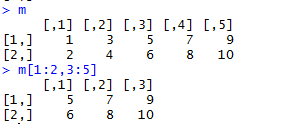 > m
     [,1] [,2] [,3] [,4] [,5]
[1,]    1    3    5    7    9
[2,]    2    4    6    8   10
> m[1:2,3:5]
     [,1] [,2] [,3]
[1,]    5    7    9
[2,]    6    8   10